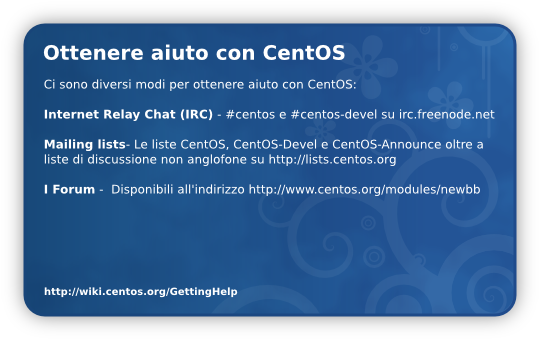 Ottenere aiuto con CentOS
Ci sono diversi modi per ottenere aiuto con CentOS:
Internet Relay Chat (IRC) - #centos e #centos-devel su irc.freenode.net
Mailing lists- Le liste CentOS, CentOS-Devel e CentOS-Announce oltre a
liste di discussione non anglofone su http://lists.centos.org
I Forum -  Disponibili all'indirizzo http://www.centos.org/modules/newbb
http://wiki.centos.org/GettingHelp